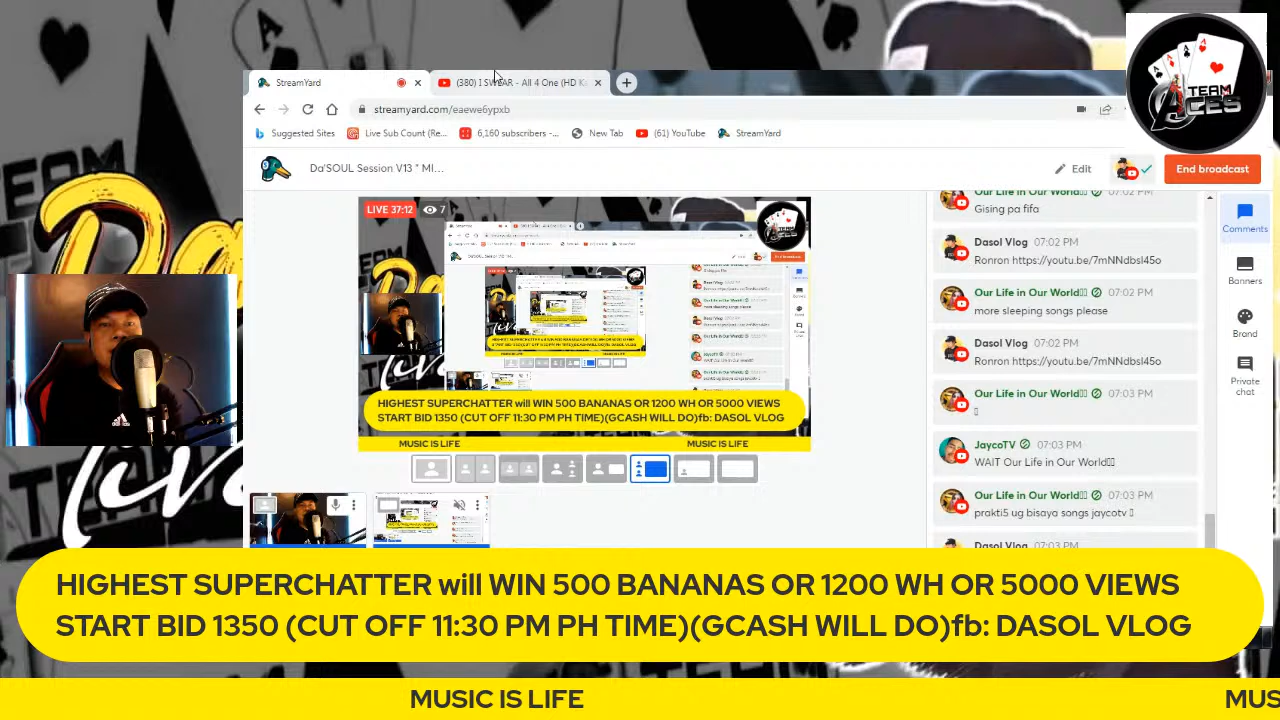 StreamYard
(380) I SWEAR - All 4 One (HD K
streamyard.com/eaewe6ypxb
Suggested Sites
Live Sub Count (Re...
6,160 subscribers -...
New Tab
(61) YouTube
StreamYard
TEAM
ACES
Da'SOUL Session V13 " MI...
Edit
End broadcast
LIVE 37:12
7
Our Life in Our World 07:02 PM
Gising pa fifa
Dasol Vlog 07:02 PM
Ronron https://youtu.be/7mNNdbsl45o
Our Life in Our World 07:02 PM
more sleeping songs please
Dasol Vlog 07:02 PM
Ronron https://youtu.be/7mNNdbsl45o
Our Life in Our World 07:03 PM
JaycoTV 07:03 PM
WAIT Our Life in Our World
Our Life in Our World 07:03 PM
prakti5 ug bisaya songs jaycotv
Dasol Vlog 07:03 PM
Comments
Banners
Brand
Private
chat
HIGHEST SUPERCHATTER will WIN 500 BANANAS OR 1200 WH OR 5000 VIEWS
START BID 1350 (CUT OFF 11:30 PM PH TIME)(GCASH WILL DO)fb: DASOL VLOG
MUSIC IS LIFE
MUSIC IS LIFE
HIGHEST SUPERCHATTER will WIN 500 BANANAS OR 1200 WH OR 5000 VIEWS
START BID 1350 (CUT OFF 11:30 PM PH TIME)(GCASH WILL DO)fb: DASOL VLOG
MUSIC IS LIFE
MUS